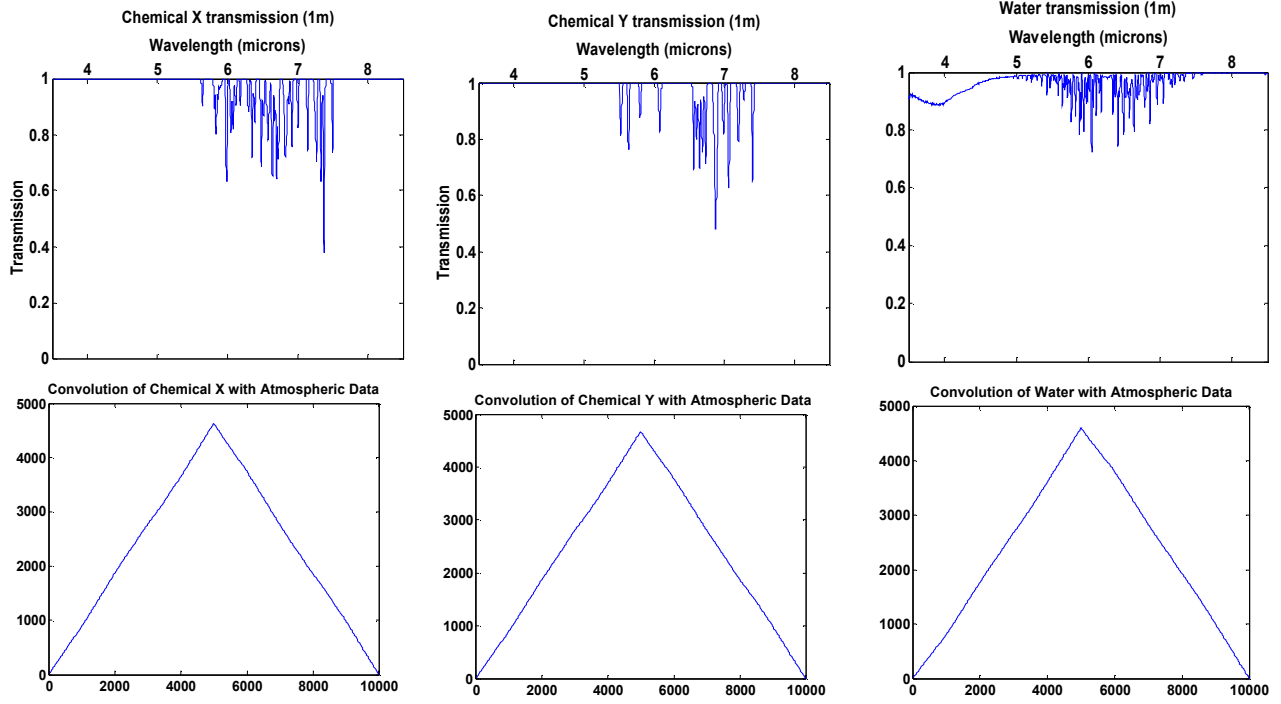 Chemical X transmission (1m)
Wavelength (microns)
4 5 6 7 8
1
0.8
0.6
0.4
0.2
0
Transmission
Chemical Y transmission (1m)
Wavelength (microns)
4 5 6 7 8
1
0.8
0.6
0.4
0.2
0
Transmission
Water transmission (1m)
Wavelength (microns)
4 5 6 7 8
1
0.8
0.6
0.4
0.2
0
Convolution of Chemical X with Atmospheric Data
5000
4000
3000
2000
1000
0
0 2000 4000 6000 8000 10000
Convolution of Chemical Y with Atmospheric Data
5000
4000
3000
2000
1000
0
0 2000 4000 6000 8000 10000
Convolution of Water with Atmospheric Data
5000
4000
3000
2000
1000
0
0 2000 4000 6000 8000 10000